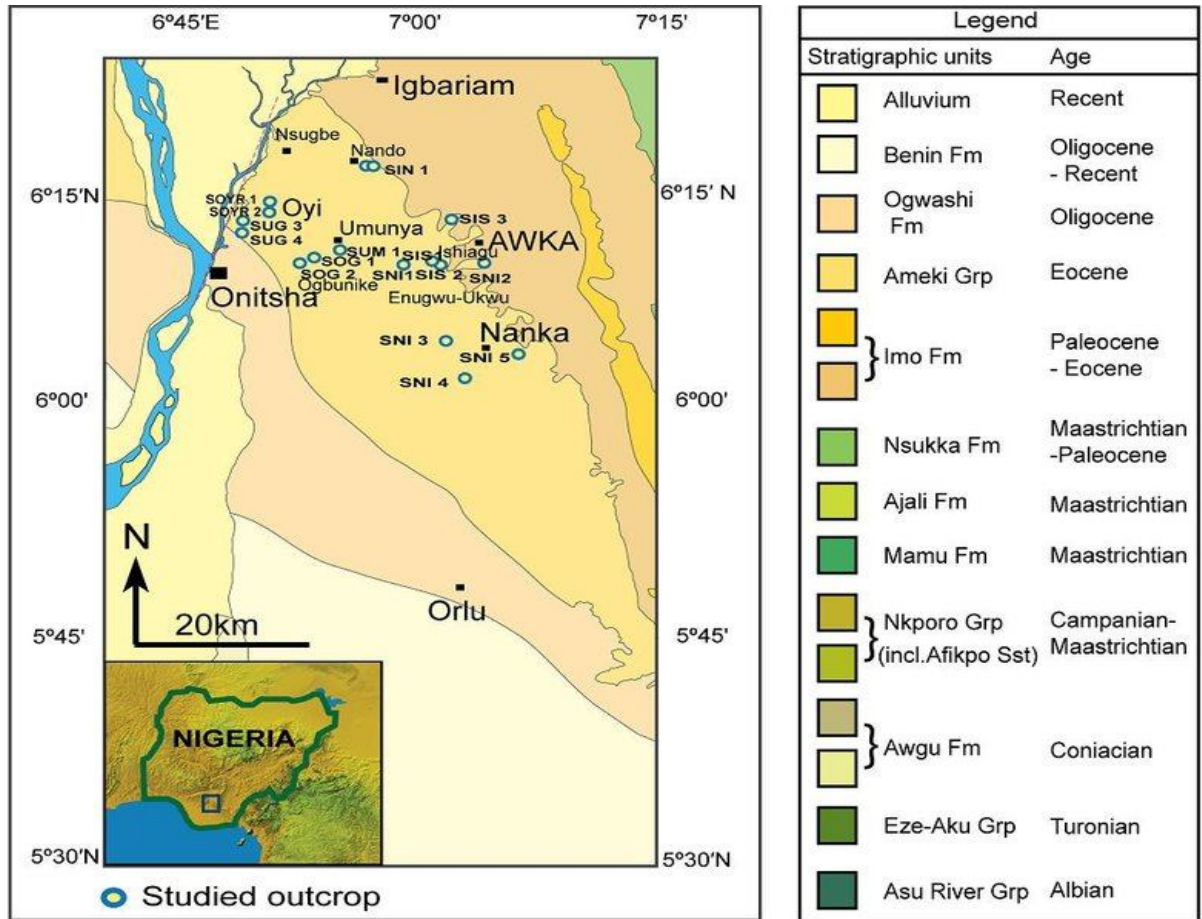 6º45'E 7º00' 7º15'
Igbariam
Nsugbe
Nando
SIN 1
6º15'N 6º15' N
SOYR 1
SOYR 2 Oyi
SUG 3
SUG 4
SIS 3
Umunya
AWKA
SUM 1 SIS1 Ishiagu
SOG 1
SOG 2 SNI1 SIS 2 SNI2
Ogbunike
Enugwu-Ukwu
Onitsha
SNI 3 Nanka
SNI 5
SNI 4
6º00' 6º00'
N
20km
Orlu
5º45' 5º45'
NIGERIA
5º30'N 5º30'N
Studied outcrop
Legend
Stratigraphic units Age
Alluvium Recent
Benin Fm Oligocene
- Recent
Ogwashi Oligocene
Fm
Ameki Grp Eocene
} Imo Fm Paleocene
- Eocene
Nsukka Fm Maastrichtian
-Paleocene
Ajali Fm Maastrichtian
Mamu Fm Maastrichtian
} Nkporo Grp Campanian-
(incl.Afikpo Sst) Maastrichtian
} Awgu Fm Coniacian
Eze-Aku Grp Turonian
Asu River Grp Albian